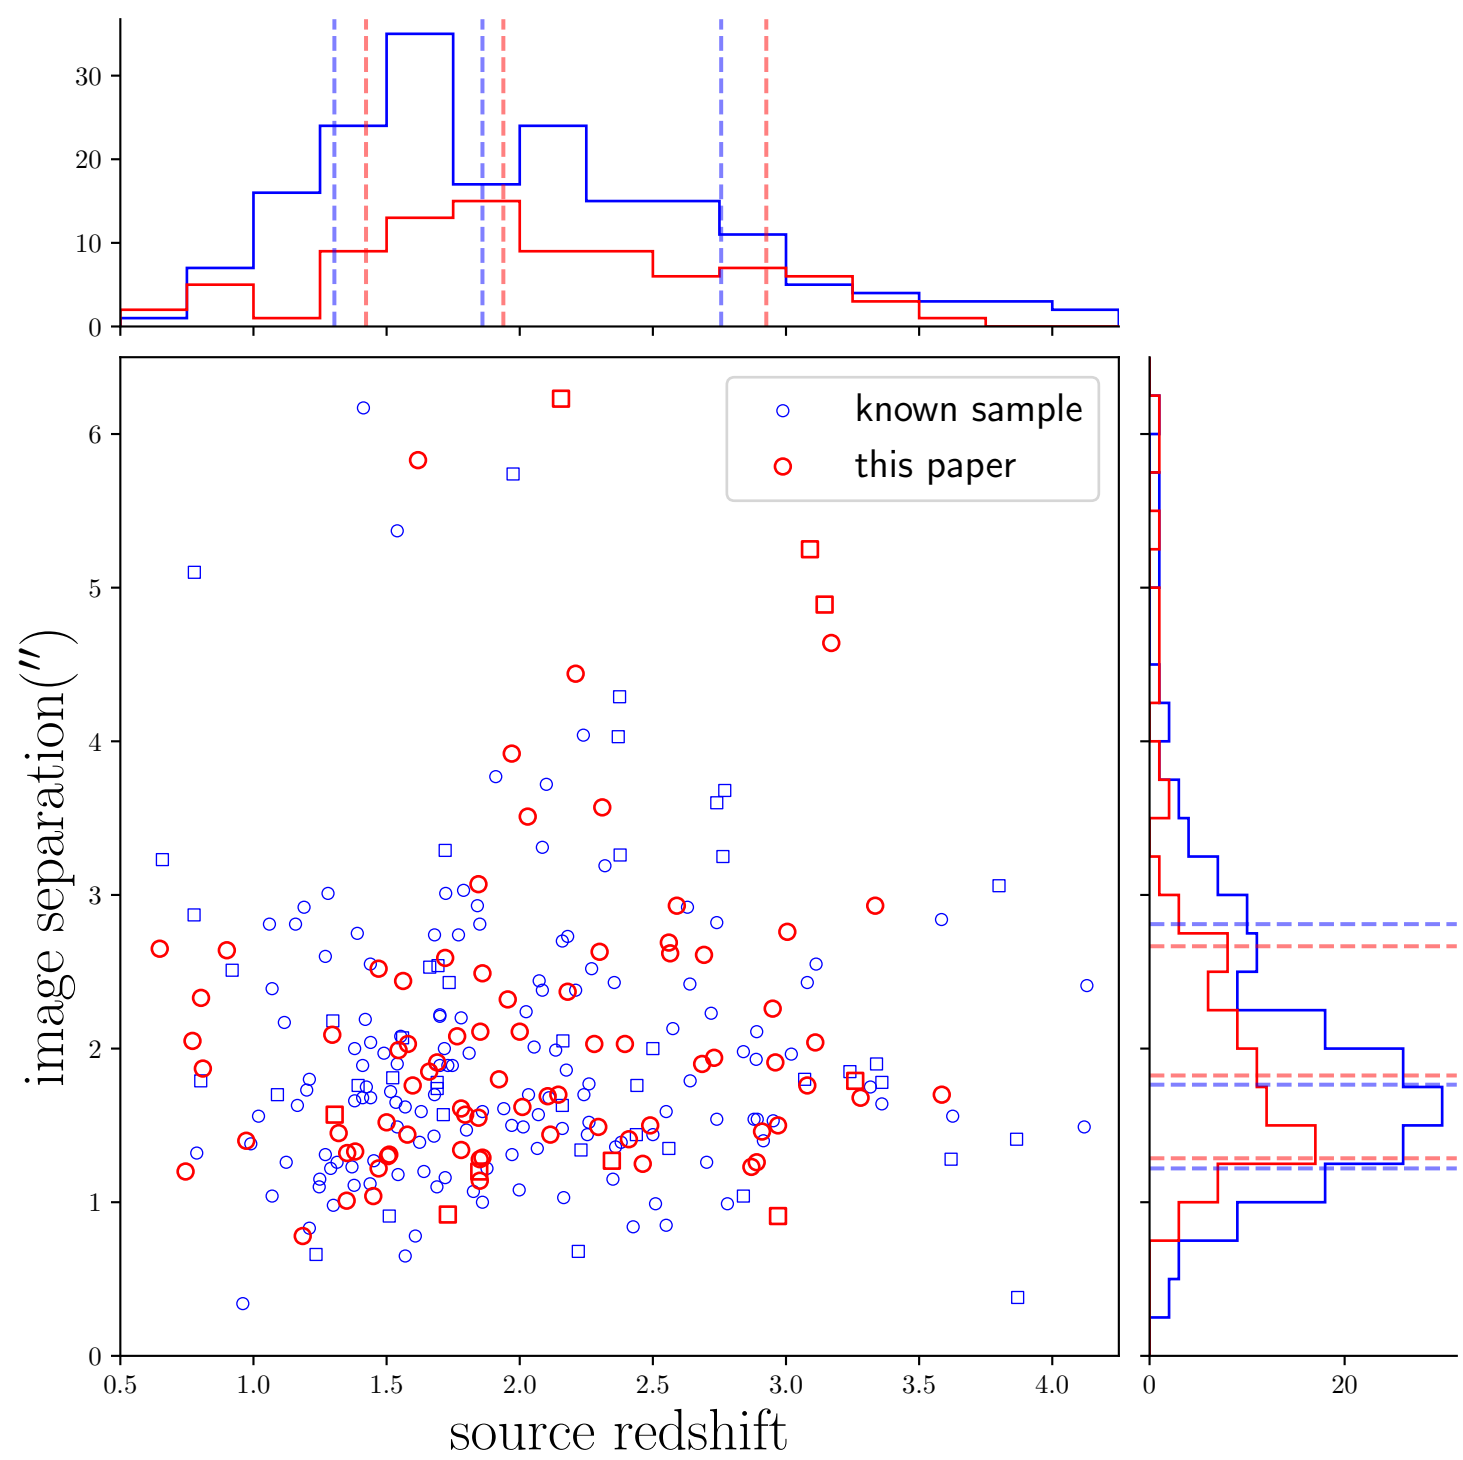 30
20
10
0
known sample
this paper
6
5
4
3
2
1
0
image separation(″)
0.5 1.0 1.5 2.0 2.5 3.0 3.5 4.0
0 20
source redshift